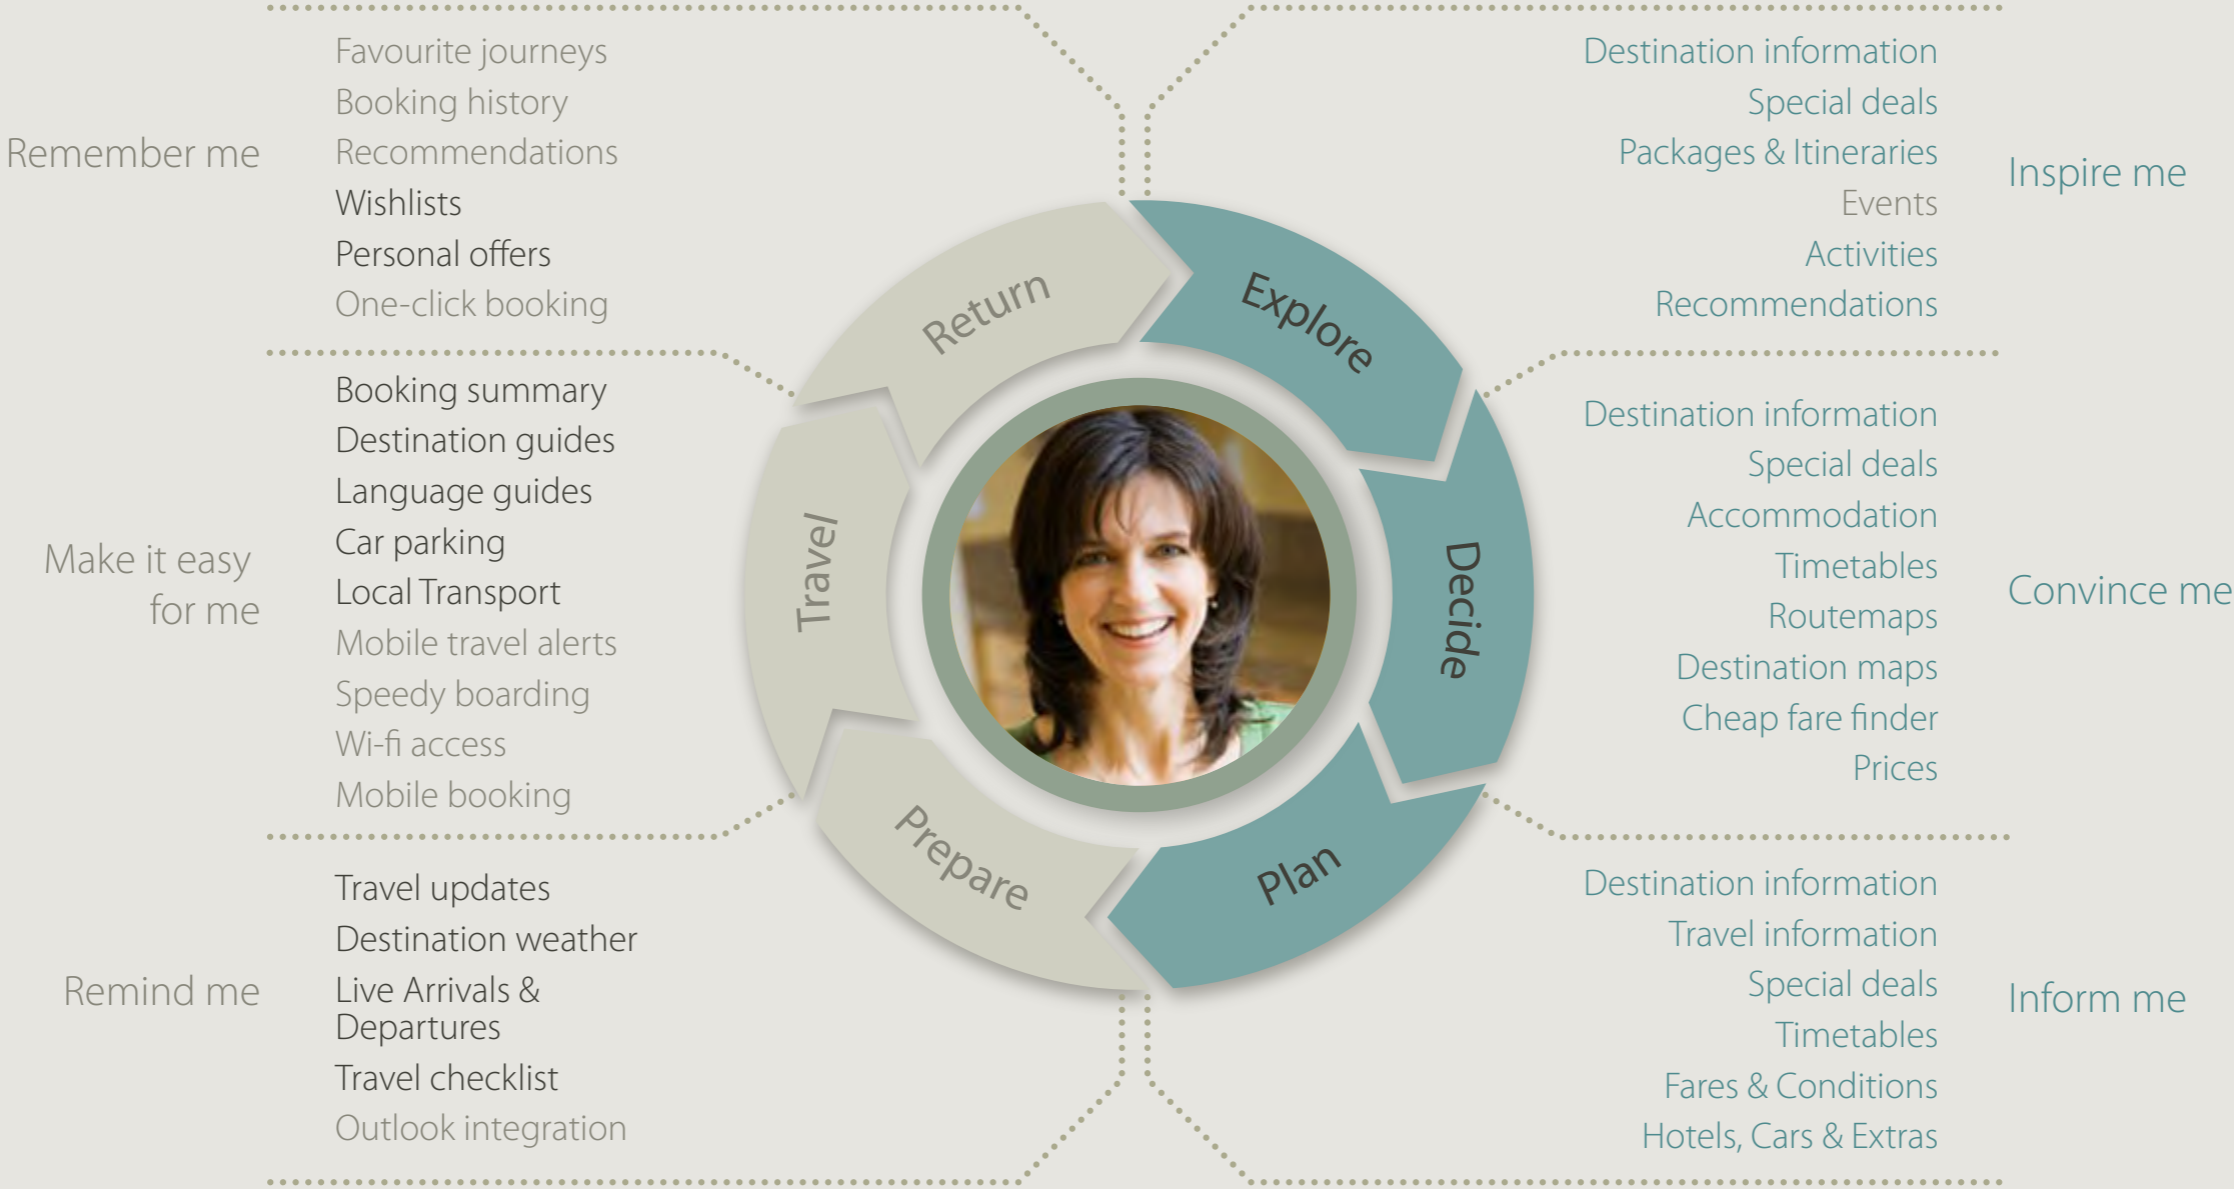 Remember me
Favourite journeys
Booking history
Recommendations
Wishlists
Personal offers
One-click booking
Make it easy
for me
Booking summary
Destination guides
Language guides
Car parking
Local Transport
Mobile travel alerts
Speedy boarding
Wi-fi access
Mobile booking
Remind me
Travel updates
Destination weather
Live Arrivals &
Departures
Travel checklist
Outlook integration
Return
Explore
Travel
Decide
Prepare
Plan
Destination information
Special deals
Packages & Itineraries
Events
Activities
Recommendations
Inspire me
Destination information
Special deals
Accommodation
Timetables
Routemaps
Destination maps
Cheap fare finder
Prices
Convince me
Destination information
Travel information
Special deals
Timetables
Fares & Conditions
Hotels, Cars & Extras
Inform me